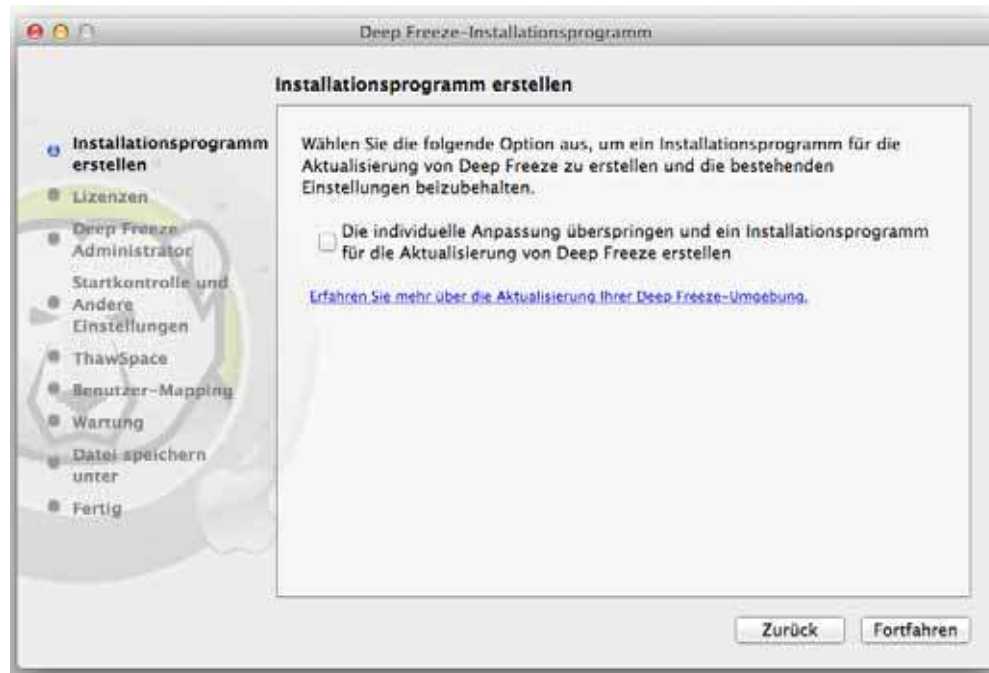 Deep Freeze-Installationsprogramm
Installationsprogramm erstellen
Installationsprogramm
erstellen
Lizenzen
Deep Freeze
Administrator
Startkontrolle und
Andere
Einstellungen
ThawSpace
Benutzer-Mapping
Wartung
Datei speichern
unter
Fertig
Wählen Sie die folgende Option aus, um ein Installationsprogramm für die
Aktualisierung von Deep Freeze zu erstellen und die bestehenden
Einstellungen beizubehalten.
Die individuelle Anpassung überspringen und ein Installationsprogramm
für die Aktualisierung von Deep Freeze erstellen
Erfahren Sie mehr über die Aktualisierung Ihrer Deep Freeze-Umgebung.
Zurück
Fortfahren